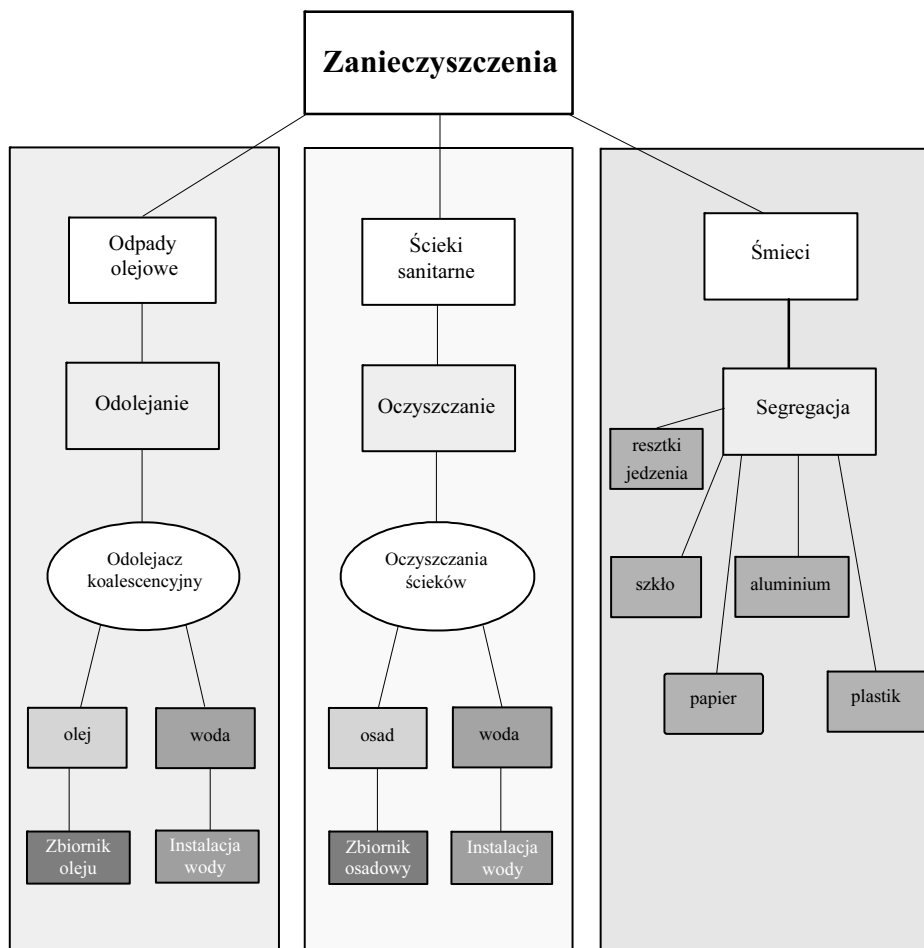 Zanieczyszczenia
Odpady
olejowe
Odolejanie
Odolejacz
koalescencyjny
olej
woda
Zbiornik
oleju
Instalacja
wody
Ścieki
sanitarne
Oczyszczanie
Oczyszczania
ścieków
osad
woda
Zbiornik
osadowy
Instalacja
wody
Śmieci
Segregacja
resztki
jedzenia
szkło
aluminium
papier
plastik